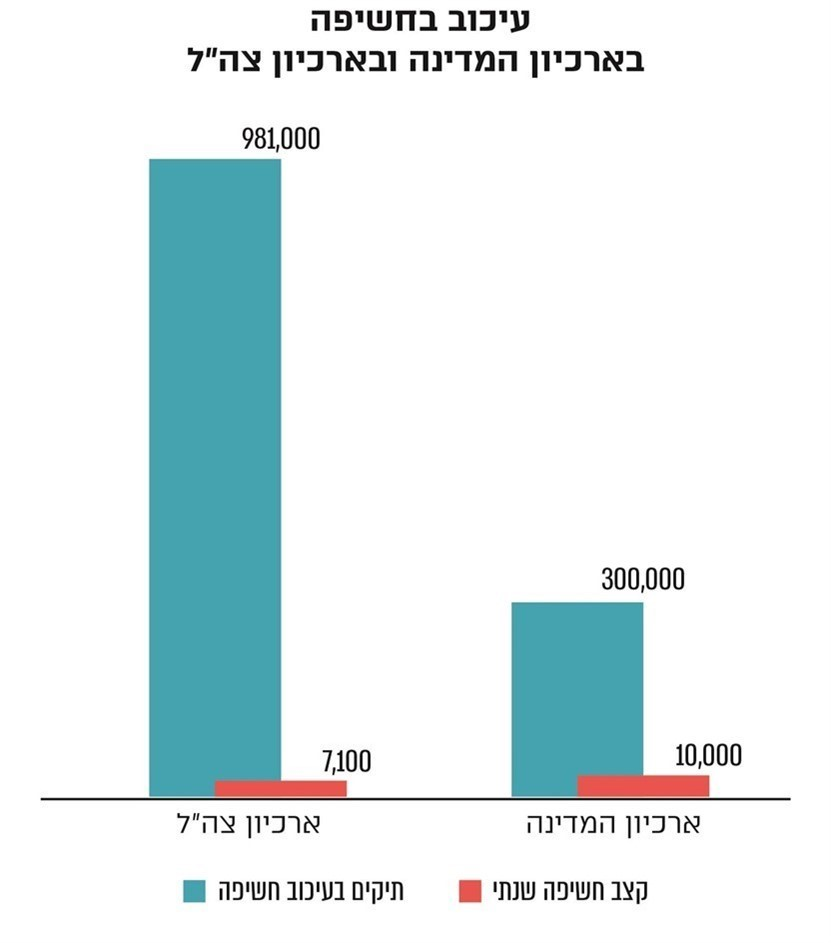 עיכוב בחשיפה
בארכיון המדינה ובארכיון צה״ל
981,000
300,000
7,100
10,000
ארכיון המדינה
ארכיון צה״ל
קצב חשיפה שנתי
תיקים בעיכוב חשיפה